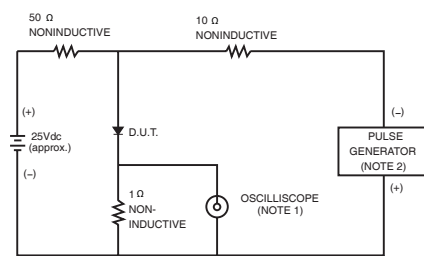 50 Ω
NONINDUCTIVE
10 Ω
NONINDUCTIVE
(+)
25Vdc
(approx.)
(−)
D.U.T.
1 Ω
NON-
INDUCTIVE
OSCILLISCOPE
(NOTE 1)
(−)
PULSE
GENERATOR
(NOTE 2)
(+)